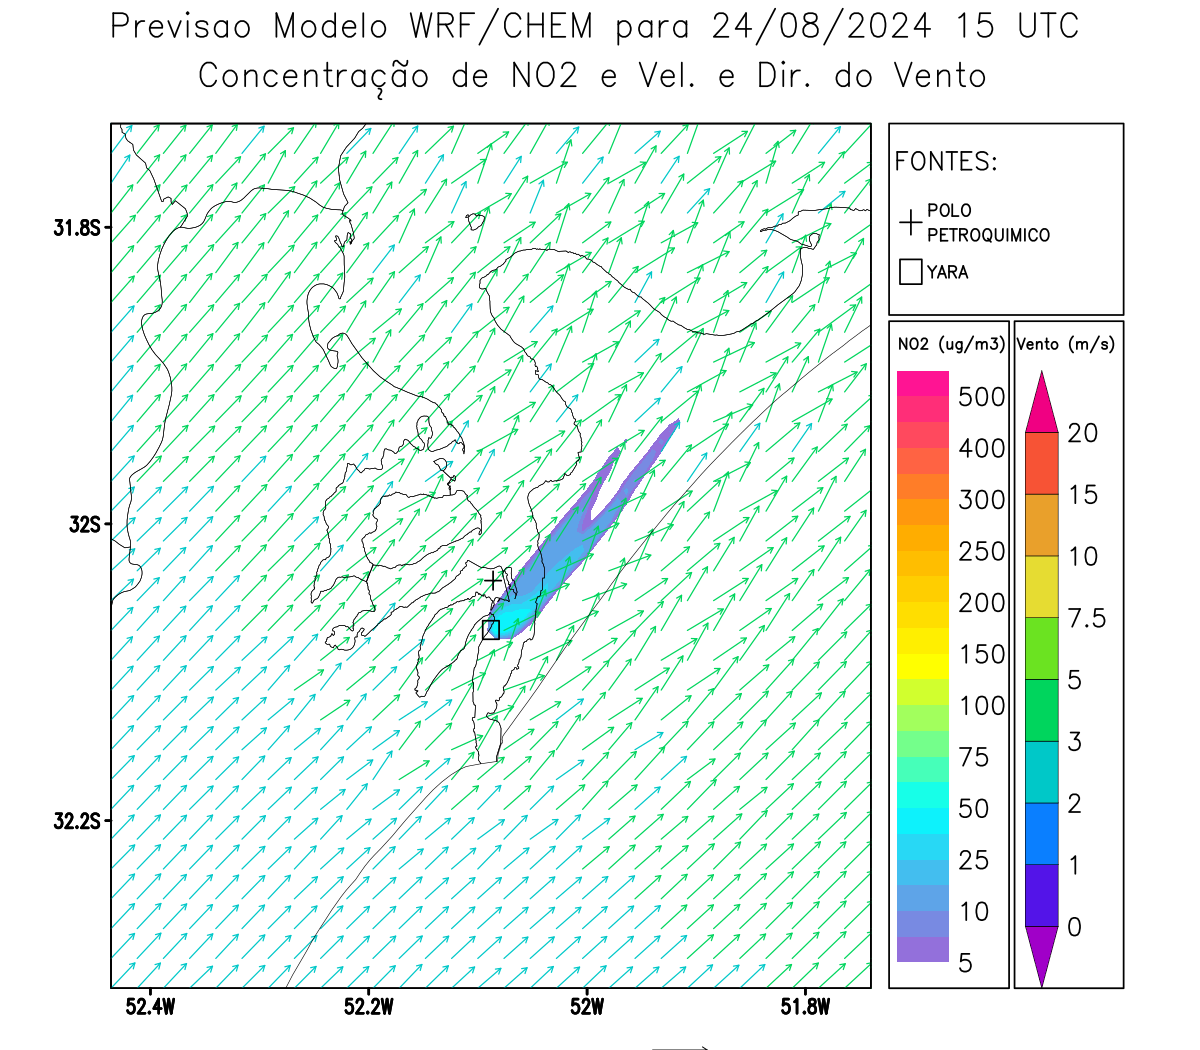 Previsao Modelo WRF/CHEM para 24/08/2024 15 UTC
Concentração de NO2 e Vel. e Dir. do Vento
FONTES:
POLO
PETROQUIMICO
YARA
NO2 (ug/m3)
500
400
300
250
200
150
100
75
50
25
10
5
Vento (m/s)
20
15
10
7.5
5
3
2
1
0
31.8S
32S
32.2S
52.4W
52.2W
52W
51.8W